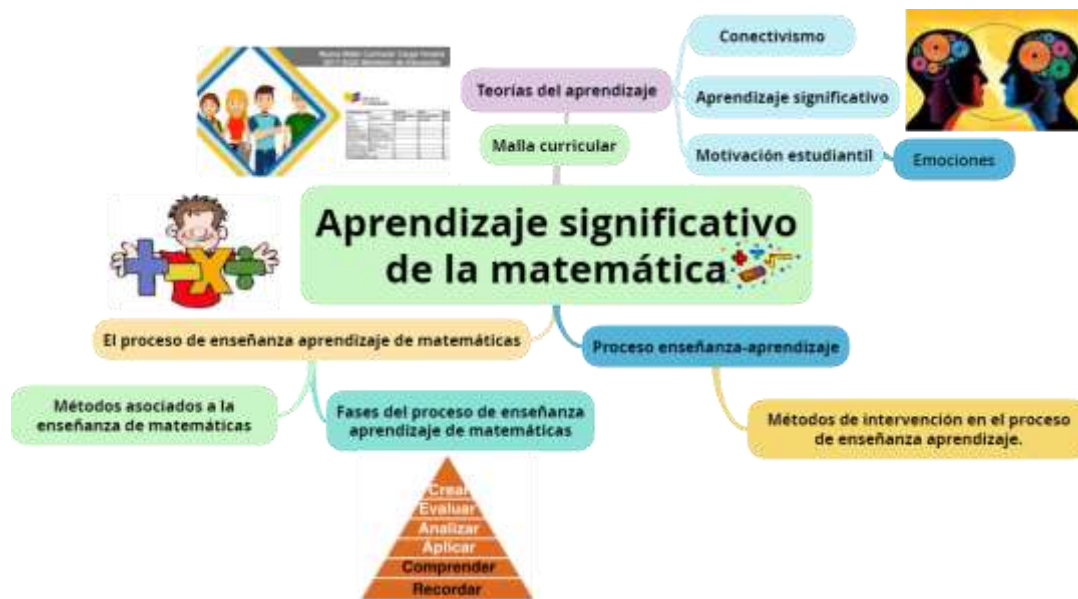 Conectivismo
Teorías del aprendizaje
Aprendizaje significativo
Malla curricular
Motivación estudiantil
Emociones
Aprendizaje significativo
de la matemática
El proceso de enseñanza aprendizaje de matemáticas
Proceso enseñanza-aprendizaje
Métodos asociados a la
enseñanza de matemáticas
Fases del proceso de enseñanza
aprendizaje de matemáticas
Métodos de intervención en el proceso
de enseñanza aprendizaje.
Crear
Evaluar
Analizar
Aplicar
Comprender
Recordar